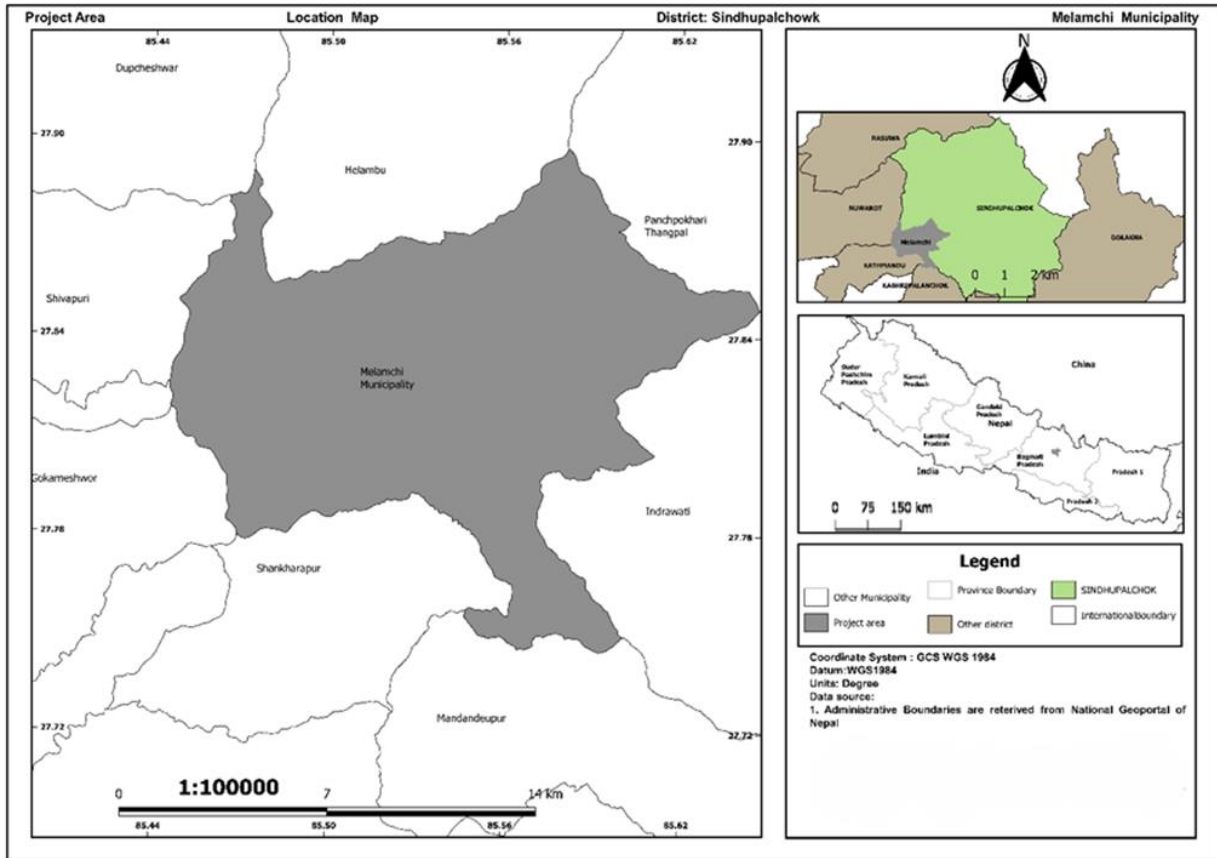 Project Area Location Map District: Sindhupalchowk Melamchi Municipality
85.44 85.50 85.56 85.62
Dupcheshwar
27.90 27.90
Helambu
Panchpokhari
Thangpal
Shivapuri
27.84 27.84
Melamchi
Municipality
Gokameshwor
Indrawati
27.78 27.78
Shankharapur
Mandandeupur
27.72 27.72
1:100000
0 7 14 km
85.44 85.50 85.56 85.62
N
RASUWA
NUWAKOT
SINDHUPALCHOK
Melamchi
KATHMANDU
0 1 2 km
China
Karnali
Pradesh
Gandaki
Pradesh
Nepal
Lumbini
Pradesh
Bagmati
Pradesh
India
Pradesh 1
Pradesh 2
0 75 150 km
Legend
Other Municipality Province Boundary SINDHUPALCHOK
Project area Other district InternationalBoundary
Coordinate System : GCS WGS 1984
Datum:WGS1984
Units: Degree
Data source:
1. Administrative Boundaries are reterived from National Geoportal of
Nepal